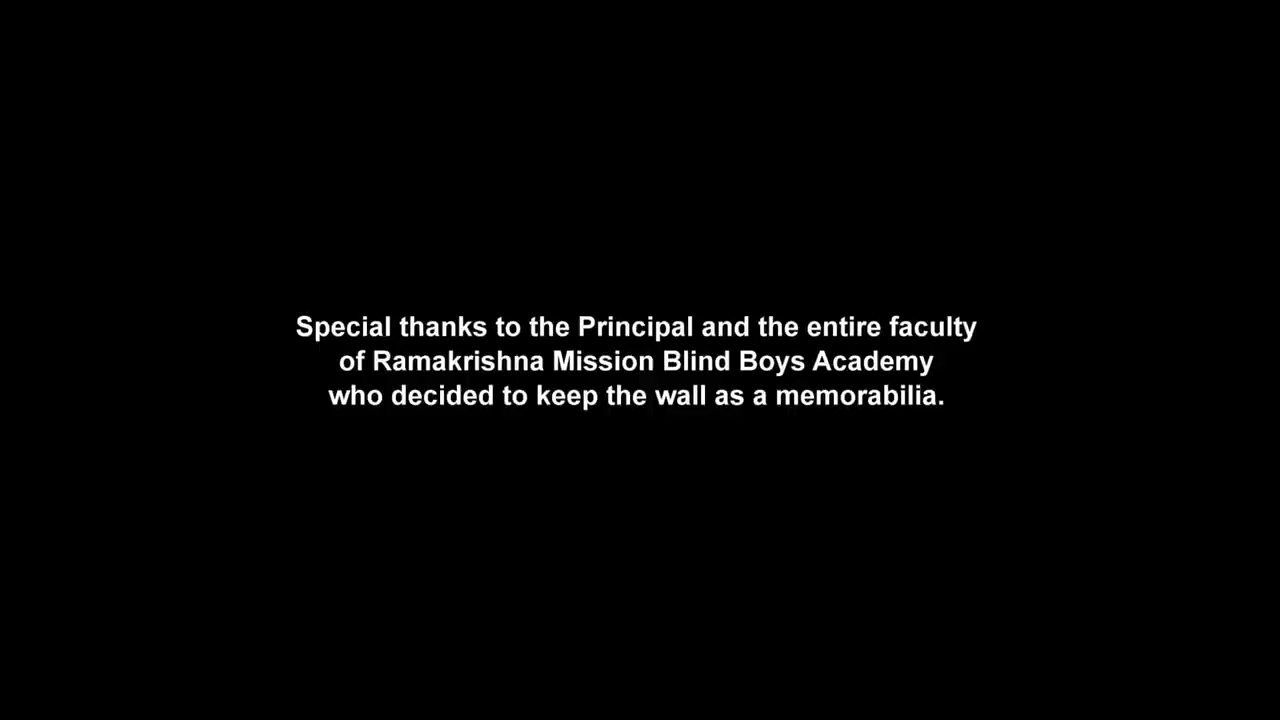 Special thanks to the Principal and the entire faculty
of Ramakrishna Mission Blind Boys Academy
who decided to keep the wall as a memorabilia.